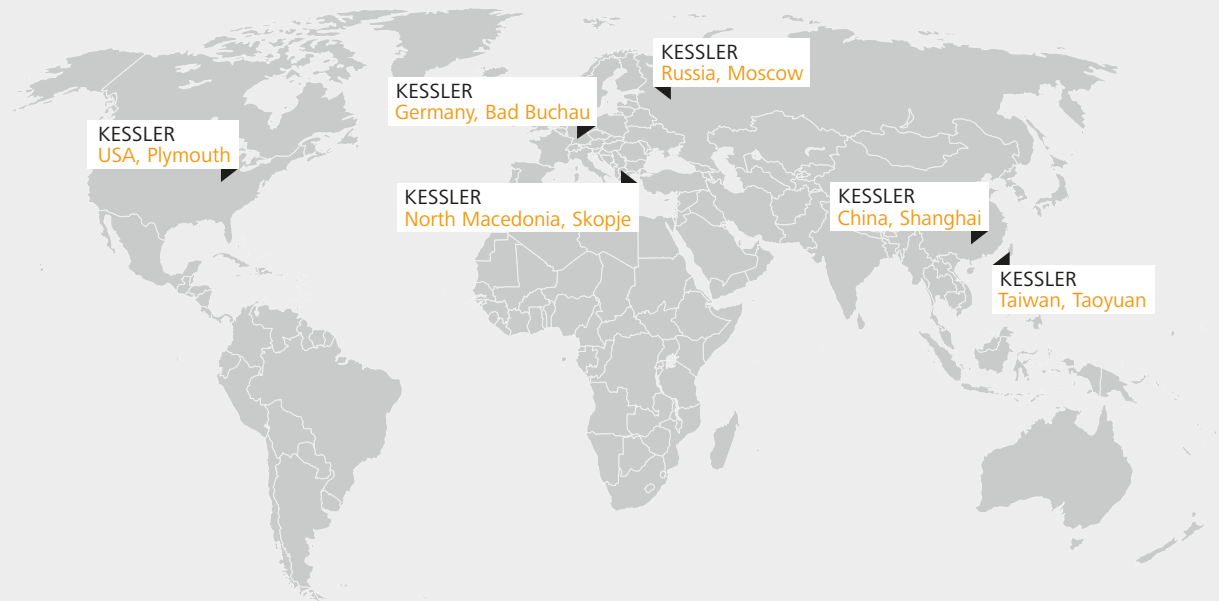 KESSLER
Russia, Moscow
KESSLER
Germany, Bad Buchau
KESSLER
USA, Plymouth
KESSLER
North Macedonia, Skopje
KESSLER
China, Shanghai
KESSLER
Taiwan, Taoyuan